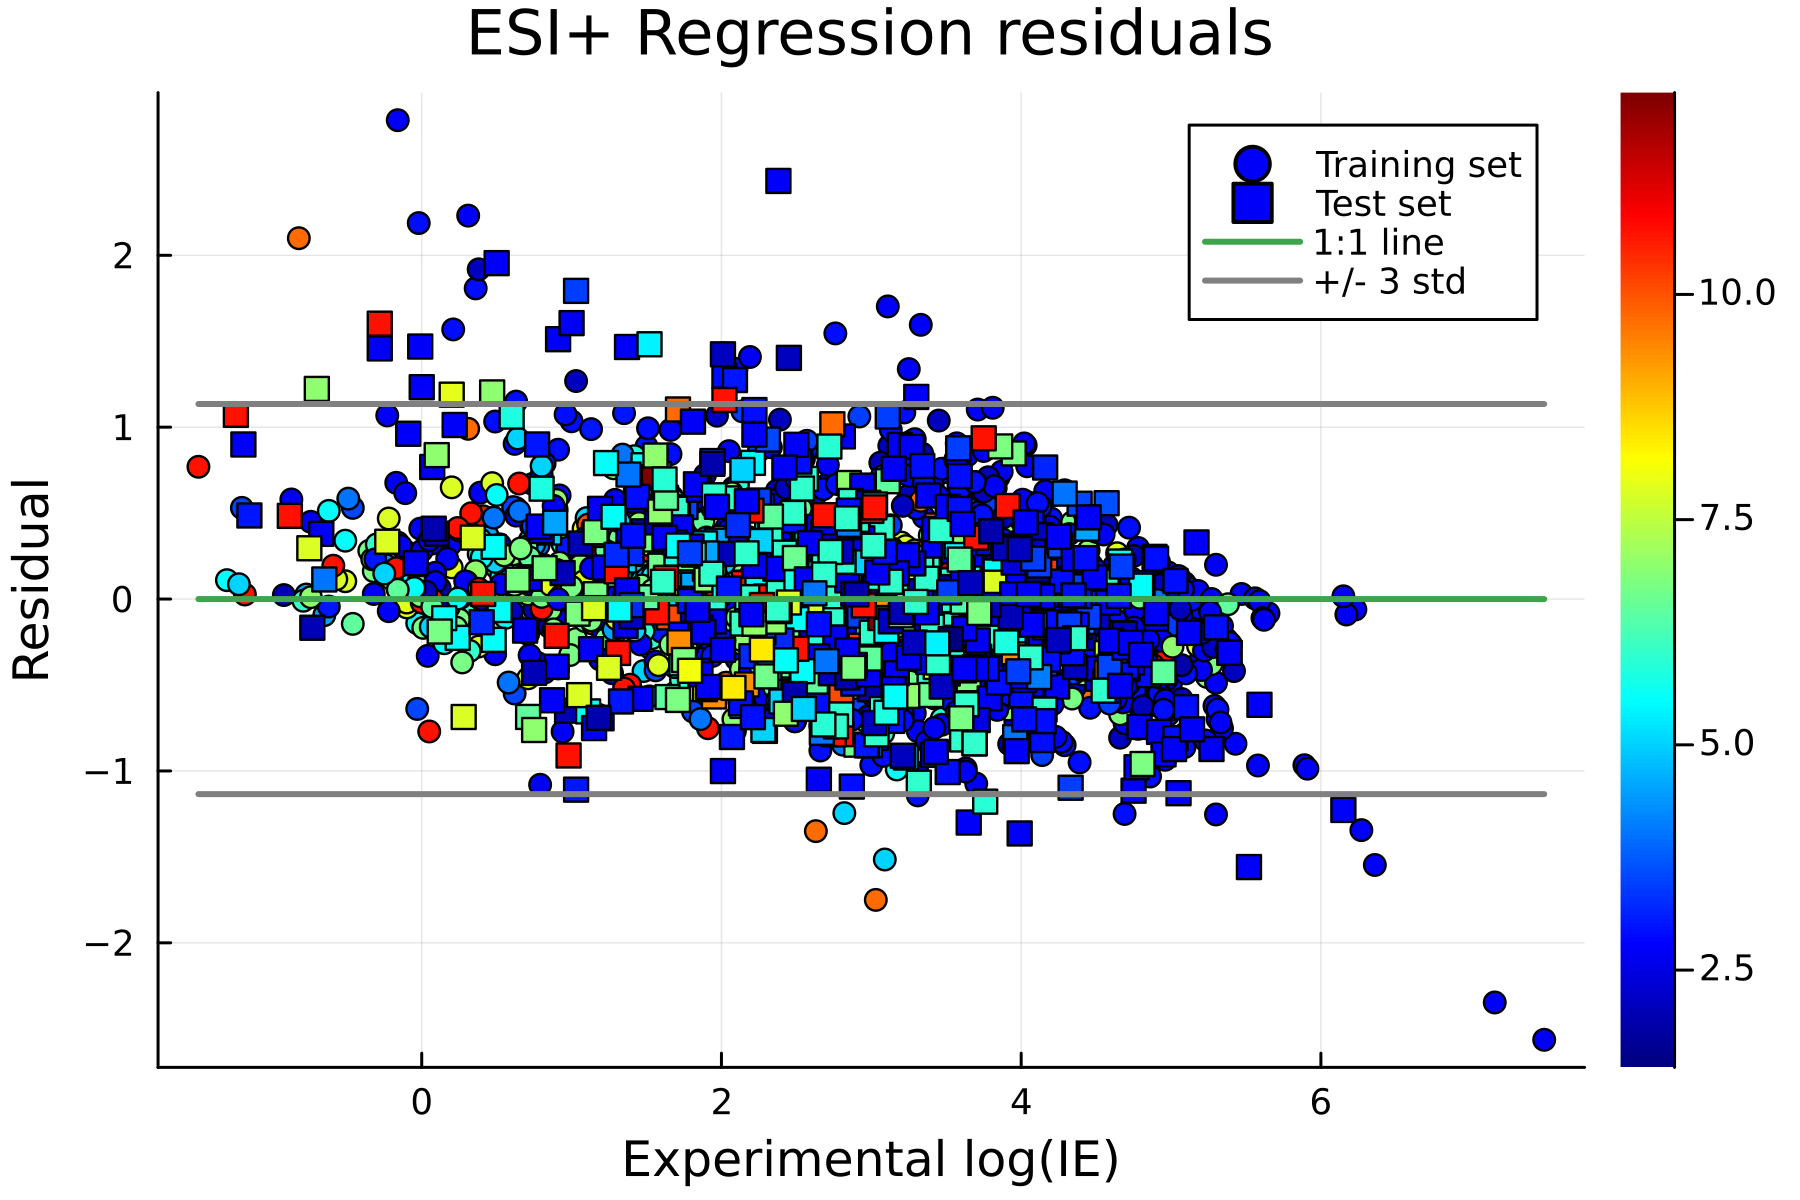 ESI+ Regression residuals
Training set
Test set
1:1 line
+/- 3 std
Residual
2
1
0
−1
−2
0
2
4
6
Experimental log(IE)
10.0
7.5
5.0
2.5